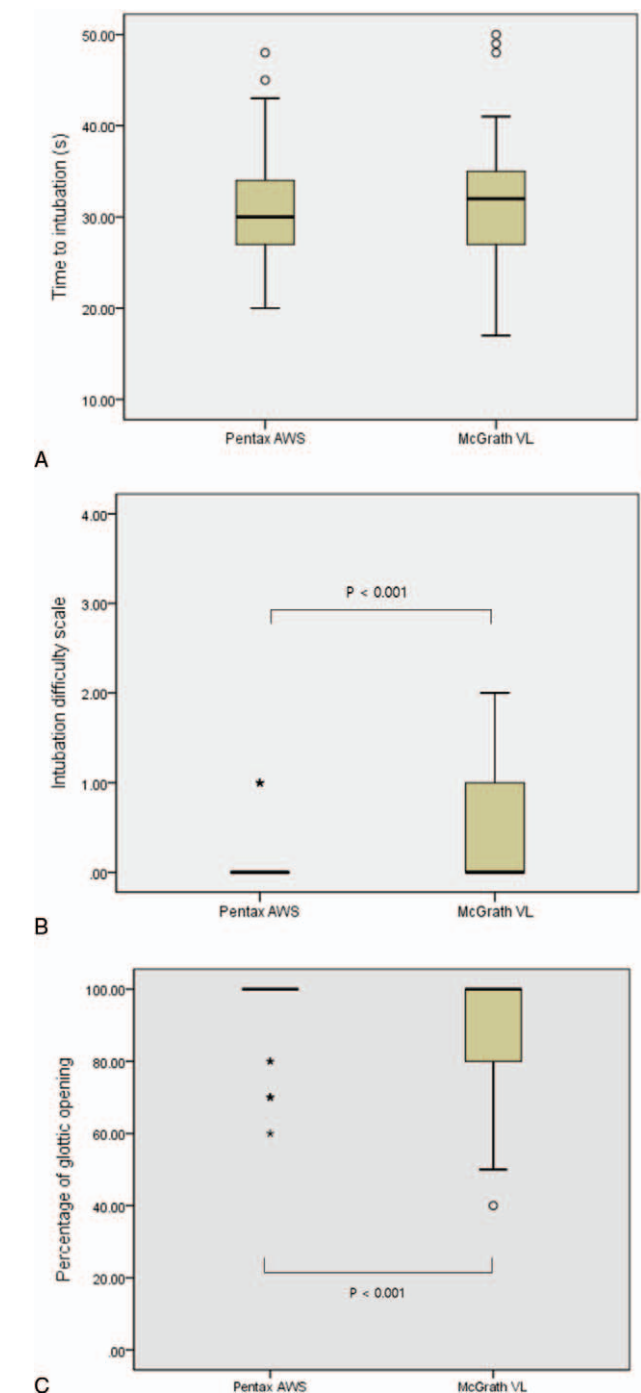 50.00
40.00
30.00
20.00
10.00
Time to intubation (s)
Pentax AWS McGrath VL
A
4.00
3.00
2.00
1.00
.00
Intubation difficulty scale
P < 0.001
Pentax AWS McGrath VL
B
100.00
80.00
60.00
40.00
20.00
.00
Percentage of glottic opening
P < 0.001
Pentax AWS McGrath VL
C